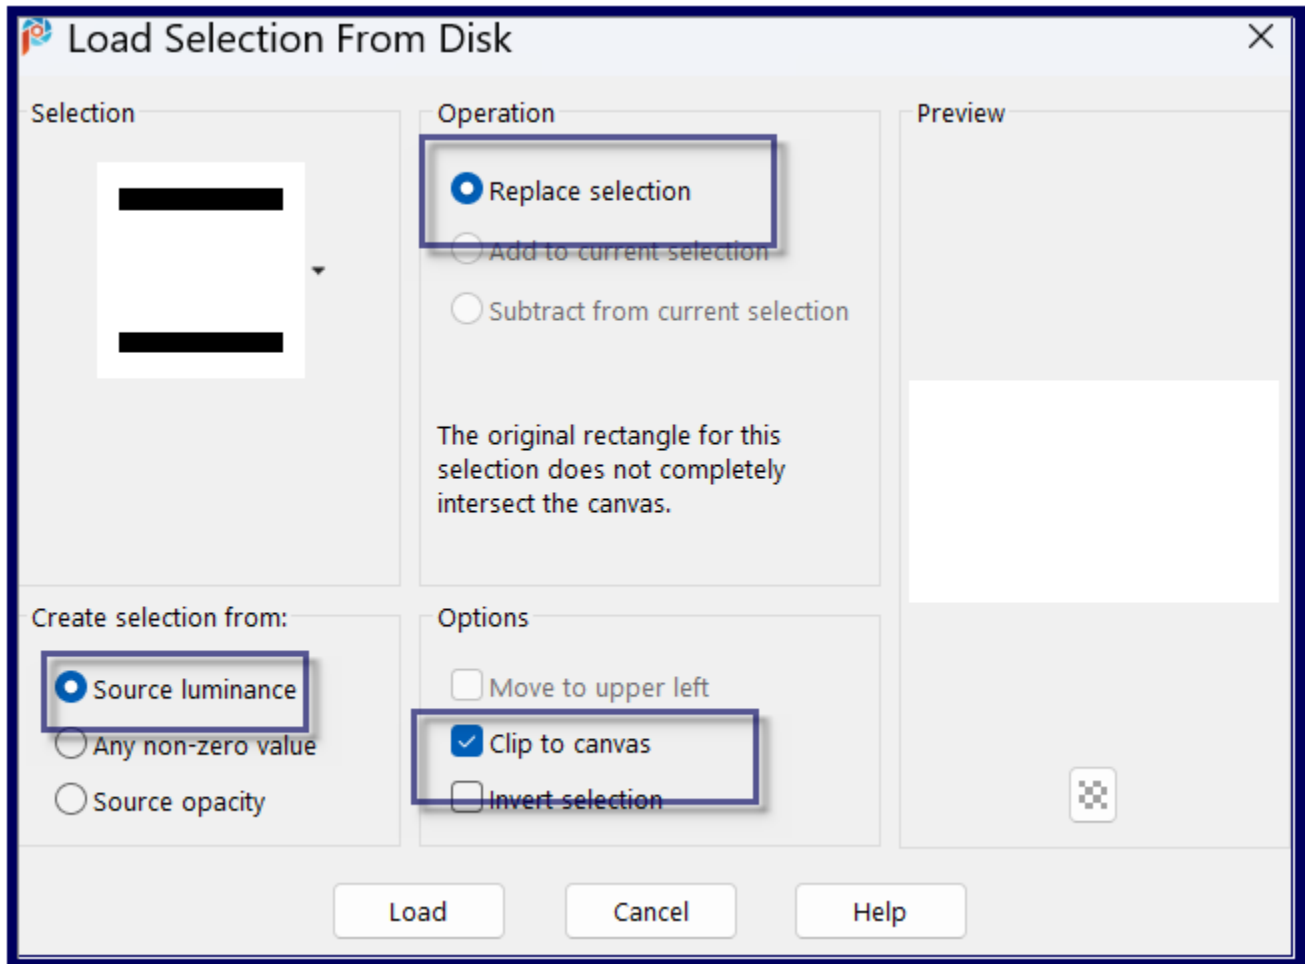 Load Selection From Disk
Selection
Operation
Preview
Replace selection
Add to current selection
Subtract from current selection
The original rectangle for this
selection does not completely
intersect the canvas.
Create selection from:
Source luminance
Any non-zero value
Source opacity
Options
Move to upper left
Clip to canvas
Invert selection
Load
Cancel
Help